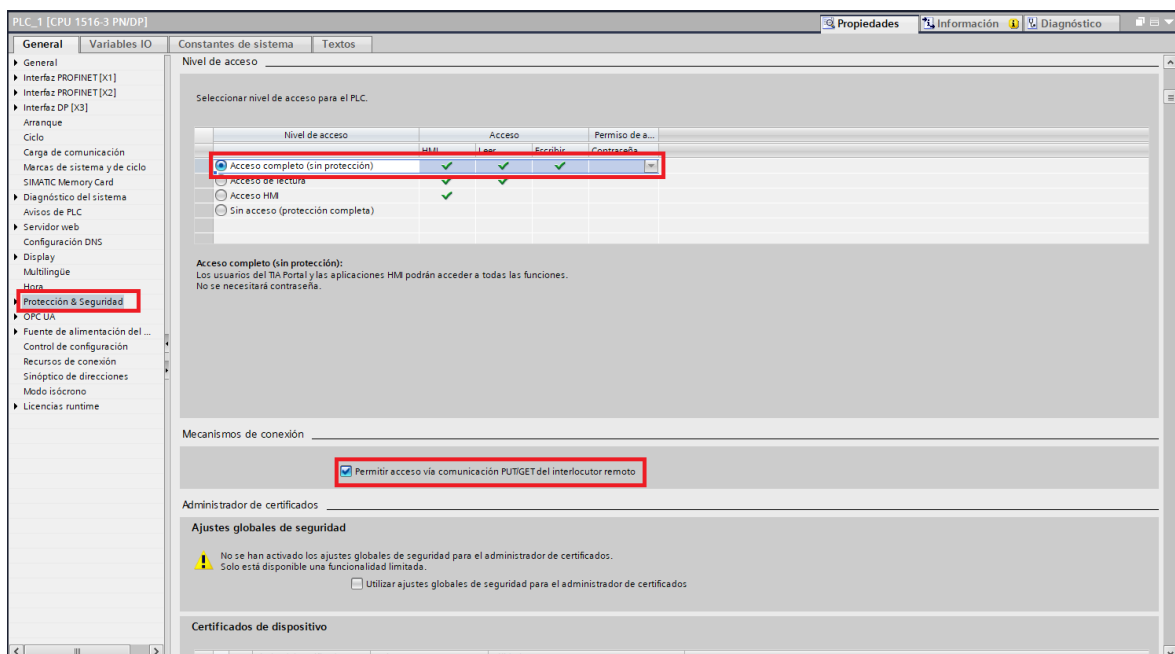 PLC_1 [CPU 1516-3 PN/DP]
Propiedades Información Diagnóstico
General Variables IO Constantes de sistema Textos
General
Interfaz PROFINET [X1]
Interfaz PROFINET [X2]
Interfaz DP [X3]
Arranque
Ciclo
Carga de comunicación
Marcas de sistema y de ciclo
SIMATIC Memory Card
Diagnóstico del sistema
Avisos de PLC
Servidor web
Configuración DNS
Display
Multilingüe
Hora
Protección & Seguridad
OPC UA
Fuente de alimentación del ...
Control de configuración
Recursos de conexión
Sinóptico de direcciones
Modo isócrono
Licencias runtime
Nivel de acceso
Seleccionar nivel de acceso para el PLC.
Nivel de acceso Acceso Permiso de a...
HMI Leer Escribir Contraseña
Acceso completo (sin protección)
Acceso de lectura
Acceso HMI
Sin acceso (protección completa)
Acceso completo (sin protección):
Los usuarios del TIA Portal y las aplicaciones HMI podrán acceder a todas las funciones.
No se necesitará contraseña.
Mecanismos de conexión
Permitir acceso vía comunicación PUT/GET del interlocutor remoto
Administrador de certificados
Ajustes globales de seguridad
No se han activado los ajustes globales de seguridad para el administrador de certificados.
Solo está disponible una funcionalidad limitada.
Utilizar ajustes globales de seguridad para el administrador de certificados
Certificados de dispositivo